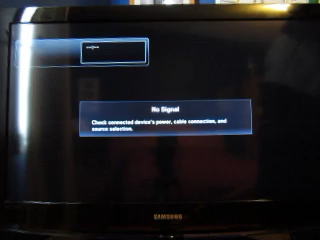 No Signal
Check connected device's power, cable connection, and
source selection.
SAMSUNG